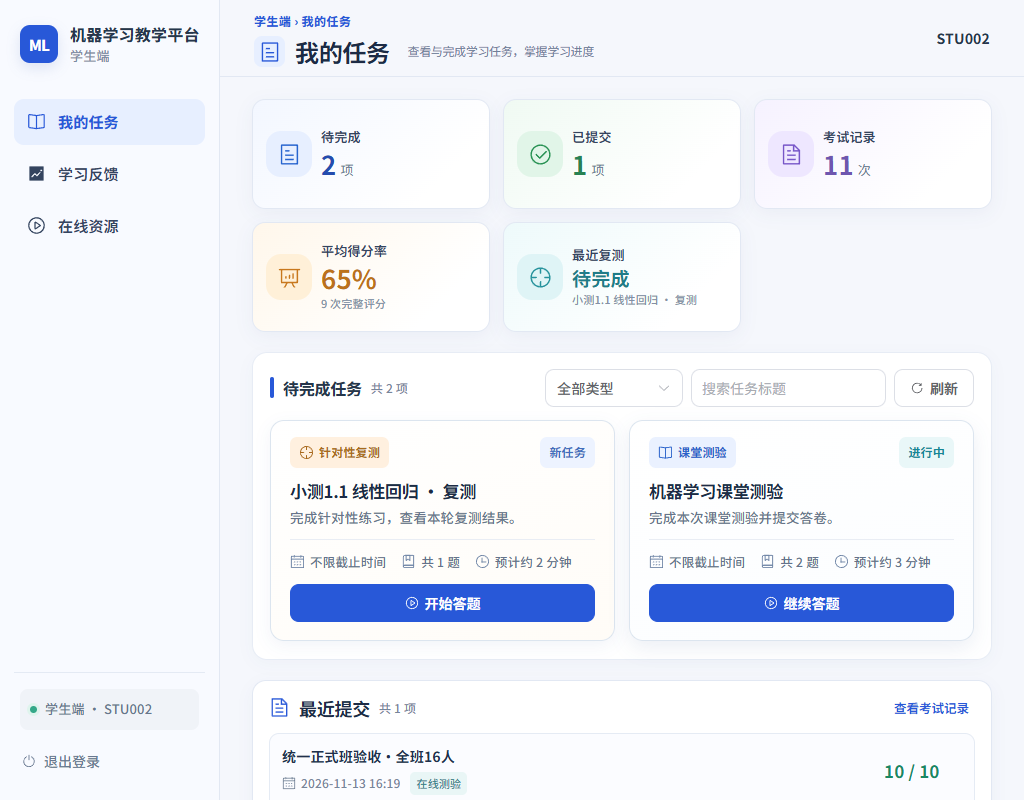 ML
机器学习教学平台
学生端
我的任务
学习反馈
在线资源
学生端 • STU002
退出登录
学生端 › 我的任务
我的任务
查看与完成学习任务，掌握学习进度
STU002
待完成
2 项
已提交
1 项
考试记录
11 次
平均得分率
65%
9 次完整评分
最近复测
待完成
小测1.1 线性回归 • 复测
待完成任务 共 2 项
全部类型
搜索任务标题
刷新
针对性复测
新任务
小测1.1 线性回归 • 复测
完成针对性练习，查看本轮复测结果。
不限截止时间 共 1 题 预计约 2 分钟
开始答题
课堂测验
进行中
机器学习课堂测验
完成本次课堂测验并提交答卷。
不限截止时间 共 2 题 预计约 3 分钟
继续答题
最近提交 共 1 项
查看考试记录
统一正式班验收·全班16人
2026-11-13 16:19 在线测验
10 / 10